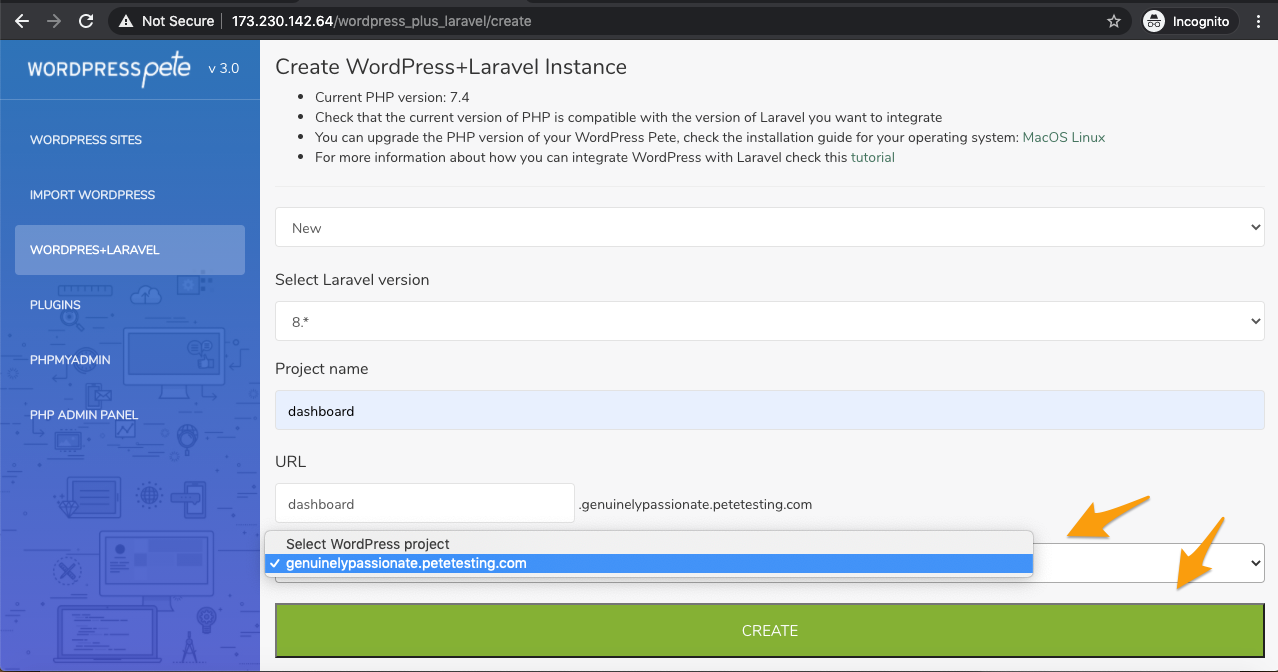 Not Secure 173.230.142.64/wordpress_plus_laravel/create Incognito
WORDPRESS pete v 3.0
WORDPRESS SITES
IMPORT WORDPRESS
WORDPRES+LARAVEL
PLUGINS
PHPMYADMIN
PHP ADMIN PANEL
Create WordPress+Laravel Instance
Current PHP version: 7.4
Check that the current version of PHP is compatible with the version of Laravel you want to integrate
You can upgrade the PHP version of your WordPress Pete, check the installation guide for your operating system: MacOS Linux
For more information about how you can integrate WordPress with Laravel check this tutorial
New
Select Laravel version
8.*
Project name
dashboard
URL
dashboard .genuinelypassionate.petetesting.com
Select WordPress project
✓ genuinelypassionate.petetesting.com
CREATE